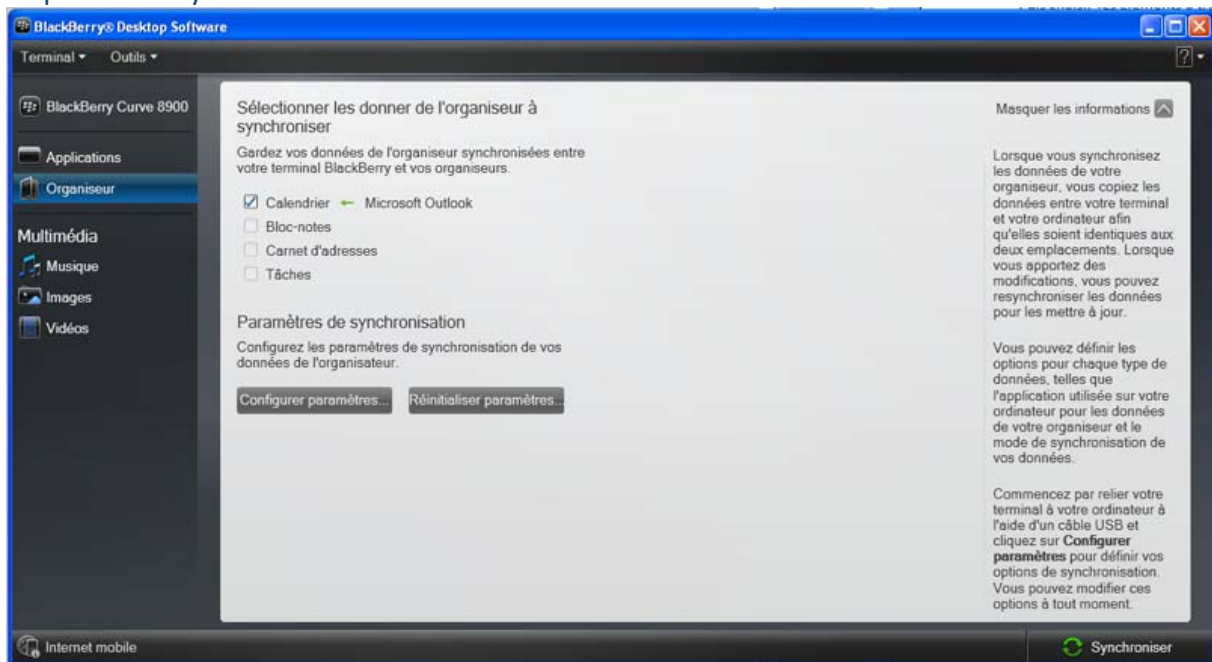 BlackBerry® Desktop Software
Terminal Outils
?
BlackBerry Curve 8900
Applications
Organiseur
Multimédia
Musique
Images
Vidéos
Sélectionner les donner de l'organiseur à
synchroniser
Gardez vos données de l'organiseur synchronisées entre
votre terminal BlackBerry et vos organiseurs.
Calendrier ← Microsoft Outlook
Bloc-notes
Carnet d'adresses
Tâches
Paramètres de synchronisation
Configurez les paramètres de synchronisation de vos
données de l'organisateur.
Configurer paramètres... Réinitialiser paramètres...
Masquer les informations
Lorsque vous synchronisez
les données de votre
organiseur, vous copiez les
données entre votre terminal
et votre ordinateur afin
qu'elles soient identiques aux
deux emplacements. Lorsque
vous apportez des
modifications, vous pouvez
resynchroniser les données
pour les mettre à jour.
Vous pouvez définir les
options pour chaque type de
données, telles que
l'application utilisée sur votre
ordinateur pour les données
de votre organiseur et le
mode de synchronisation de
vos données.
Commencez par relier votre
terminal à votre ordinateur à
l'aide d'un câble USB et
cliquez sur Configurer
paramètres pour définir vos
options de synchronisation.
Vous pouvez modifier ces
options à tout moment.
Internet mobile
Synchroniser